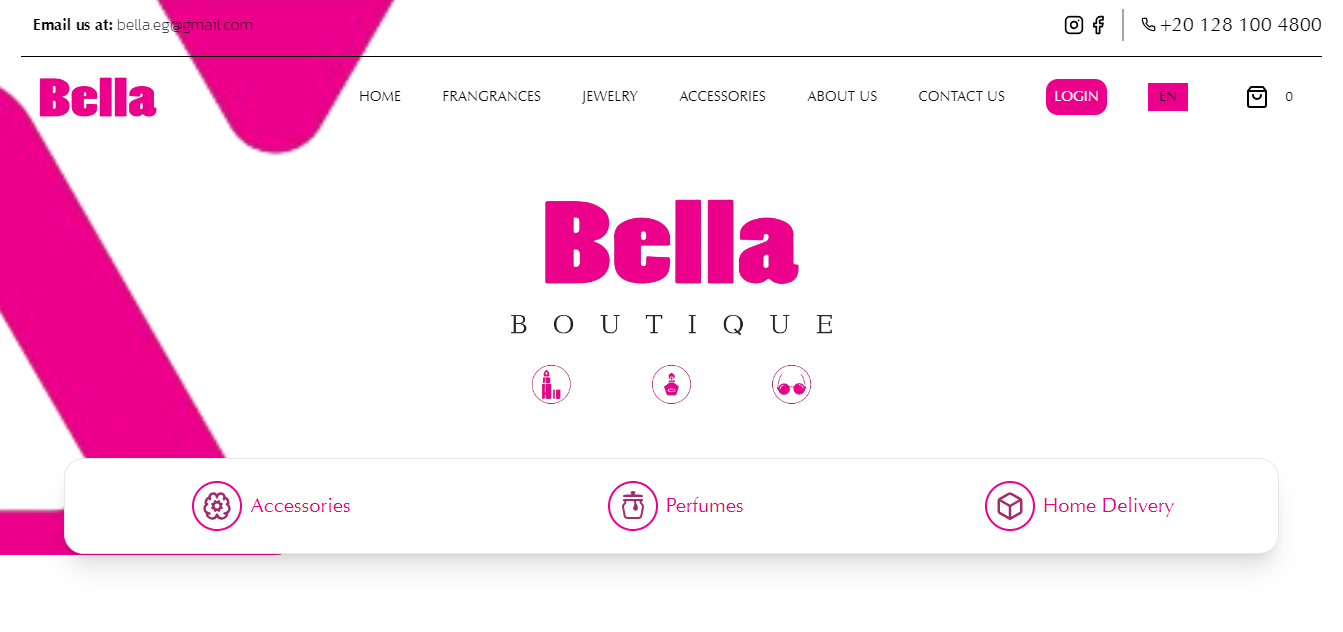 Email us at: bella.eg@gmail.com
+20 128 100 4800
Bella
HOME FRANGRANCES JEWELRY ACCESSORIES ABOUT US CONTACT US LOGIN EN 0
Bella
BOUTIQUE
Accessories Perfumes Home Delivery